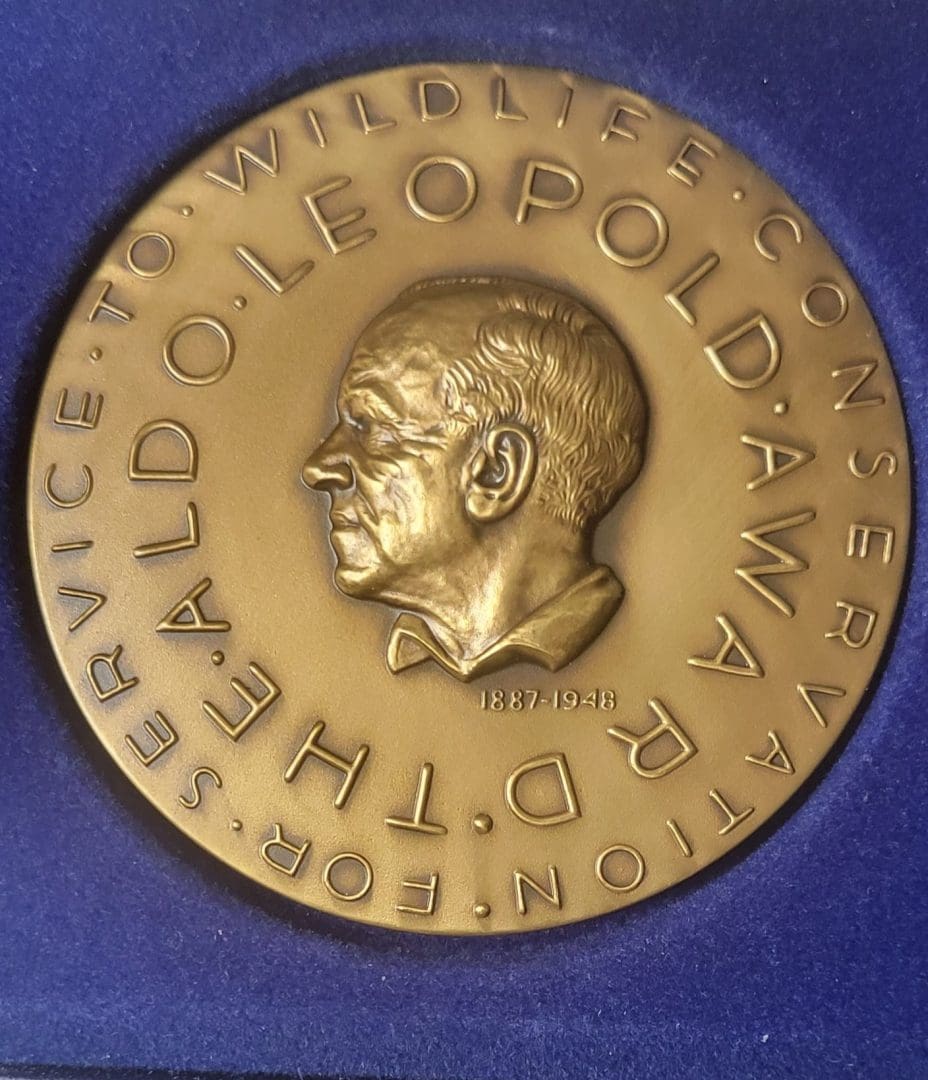 FOR · SERVICE · TO · WILDLIFE · CONSERVATION ·
THE · ALDO · LEOPOLD · AWARD ·
1887-1948